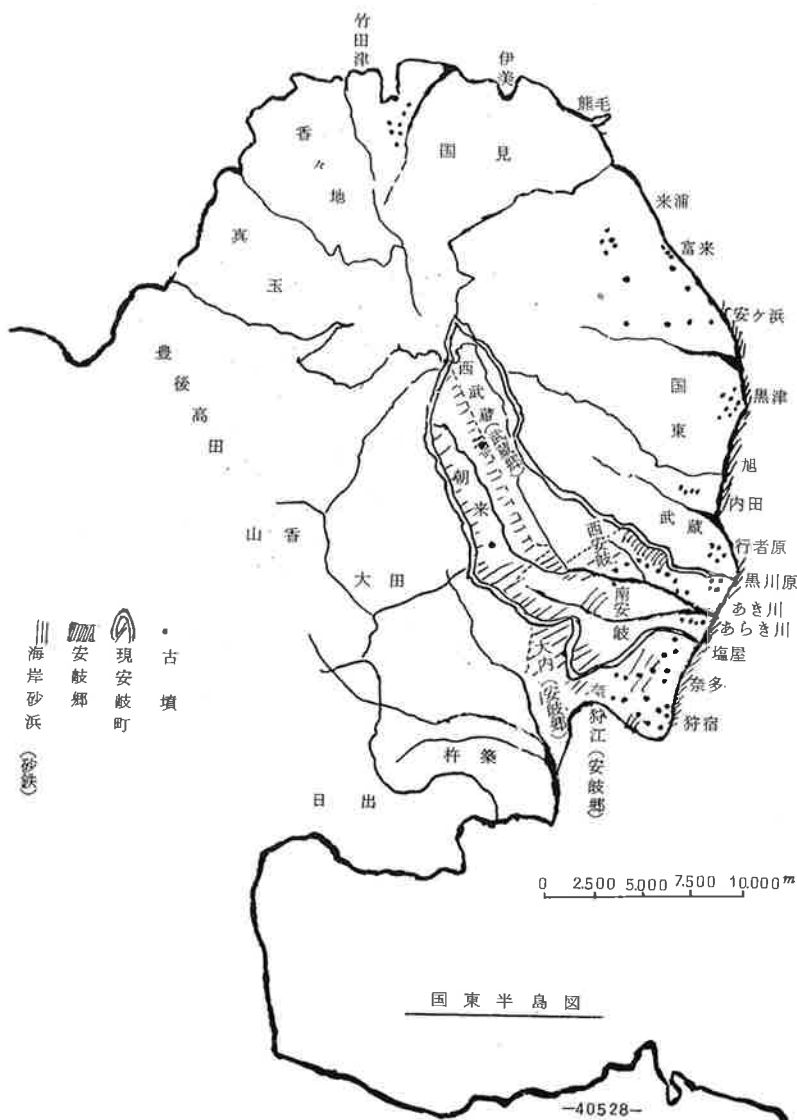 竹田津
伊美
熊毛
香々地
国見
来浦
真玉
富来
安ケ浜
豊後高田
西武蔵(武蔵郷)
国東
黒津
旭
内田
朝来
武蔵
山香
西安岐
行者原
大田
黒川原
南安岐
あき川
あらき川
塩屋
大内(安岐郷)
奈
奈多
狩宿
狩江(安岐郷)
杵築
日出
・古墳
現安岐町
安岐郷
海岸砂浜(砂鉄)
0 2.500 5.000 7.500 10.000m
国東半島図
—40528—